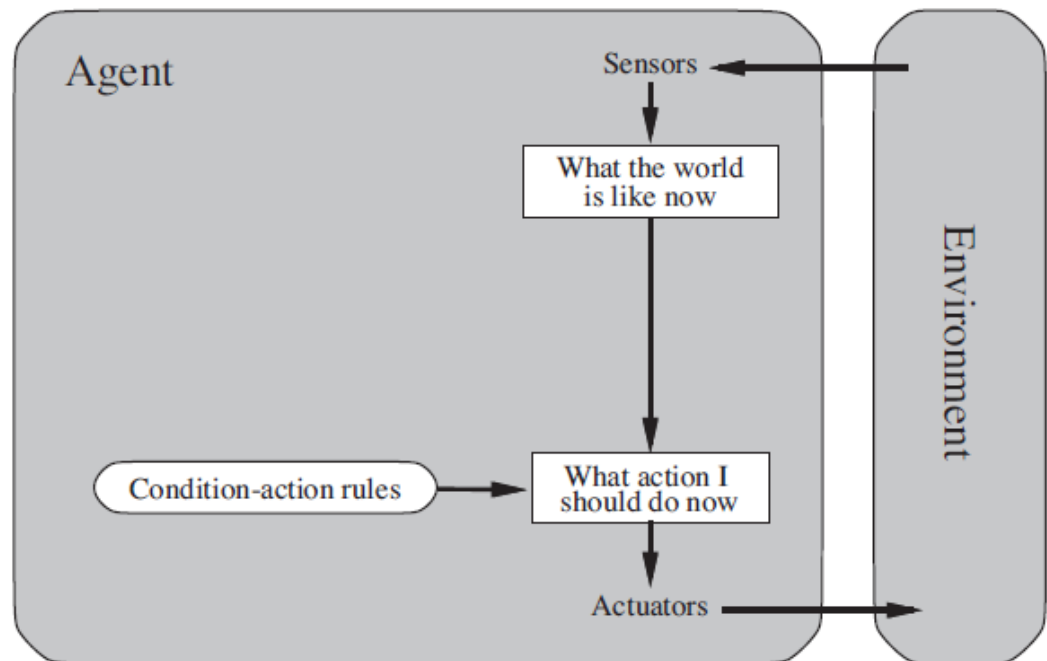 Agent
Sensors
What the world
is like now
Environment
Condition-action rules
What action I
should do now
Actuators